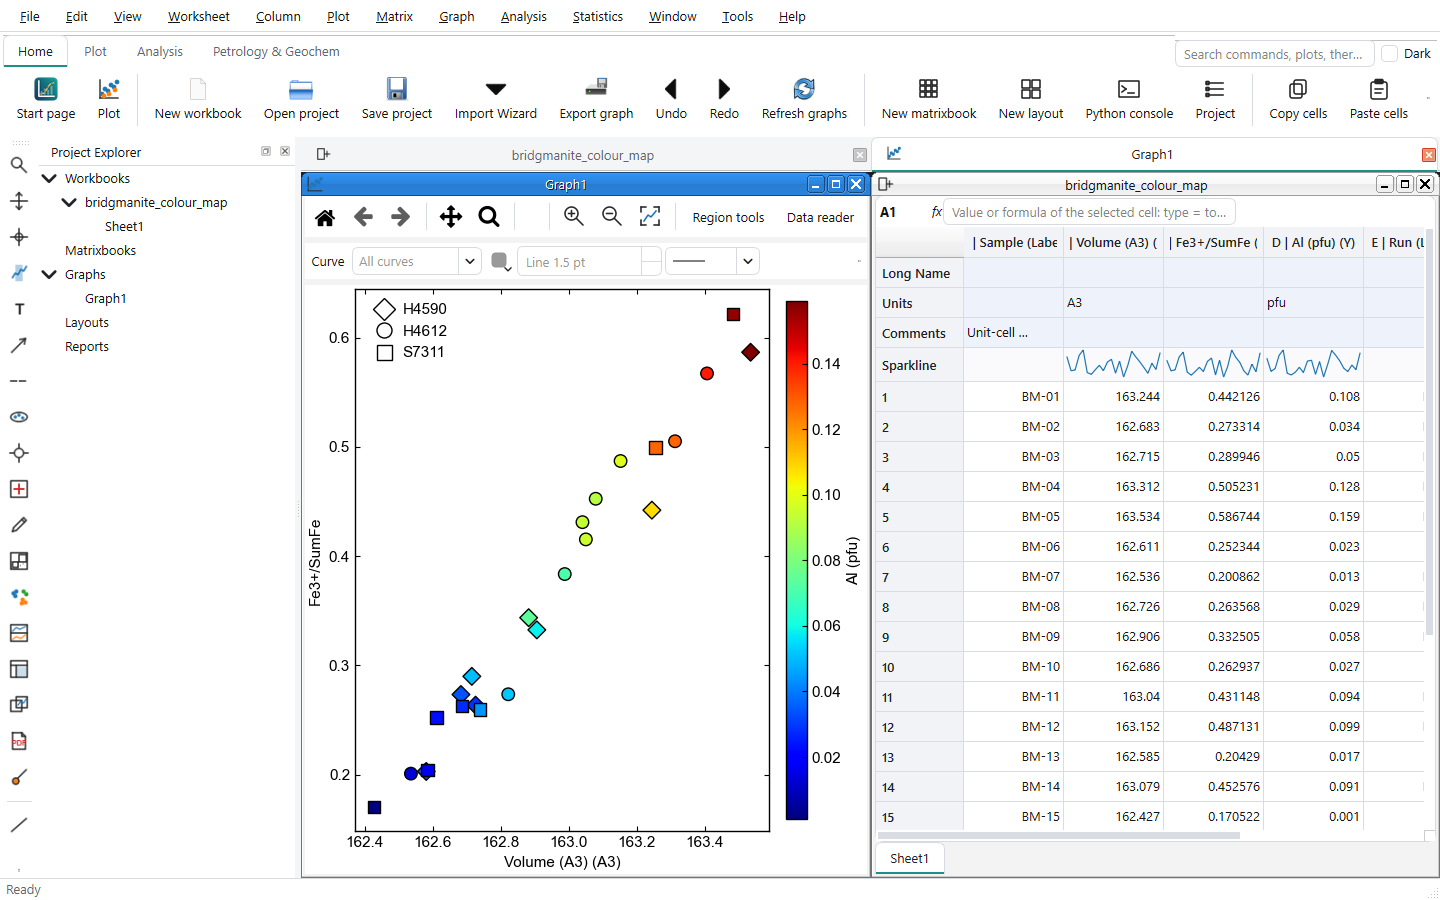 File Edit View Worksheet Column Plot Matrix Graph Analysis Statistics Window Tools Help
Home Plot Analysis Petrology & Geochem
Search commands, plots, ther... Dark
Start page Plot New workbook Open project Save project Import Wizard Export graph Undo Redo Refresh graphs New matrixbook New layout Python console Project Copy cells Paste cells
Project Explorer
Workbooks
bridgmanite_colour_map
Sheet1
Matrixbooks
Graphs
Graph1
Layouts
Reports
T
PDF
bridgmanite_colour_map
Graph1
Region tools Data reader
Curve All curves Line 1.5 pt
H4590
H4612
S7311
0.6
0.5
0.4
0.3
0.2
Fe3+/SumFe
162.4 162.6 162.8 163.0 163.2 163.4
Volume (A3) (A3)
0.14
0.12
0.10
0.08
0.06
0.04
0.02
Al (pfu)
Graph1
bridgmanite_colour_map
A1 fx Value or formula of the selected cell: type = to...
| Sample (Labe | Volume (A3) ( | Fe3+/SumFe ( D | Al (pfu) (Y) E | Run (L
Long Name
Units A3 pfu
Comments Unit-cell ...
Sparkline
1 BM-01 163.244 0.442126 0.108
2 BM-02 162.683 0.273314 0.034
3 BM-03 162.715 0.289946 0.05
4 BM-04 163.312 0.505231 0.128
5 BM-05 163.534 0.586744 0.159
6 BM-06 162.611 0.252344 0.023
7 BM-07 162.536 0.200862 0.013
8 BM-08 162.726 0.263568 0.029
9 BM-09 162.906 0.332505 0.058
10 BM-10 162.686 0.262937 0.027
11 BM-11 163.04 0.431148 0.094
12 BM-12 163.152 0.487131 0.099
13 BM-13 162.585 0.20429 0.017
14 BM-14 163.079 0.452576 0.091
15 BM-15 162.427 0.170522 0.001
Sheet1
Ready